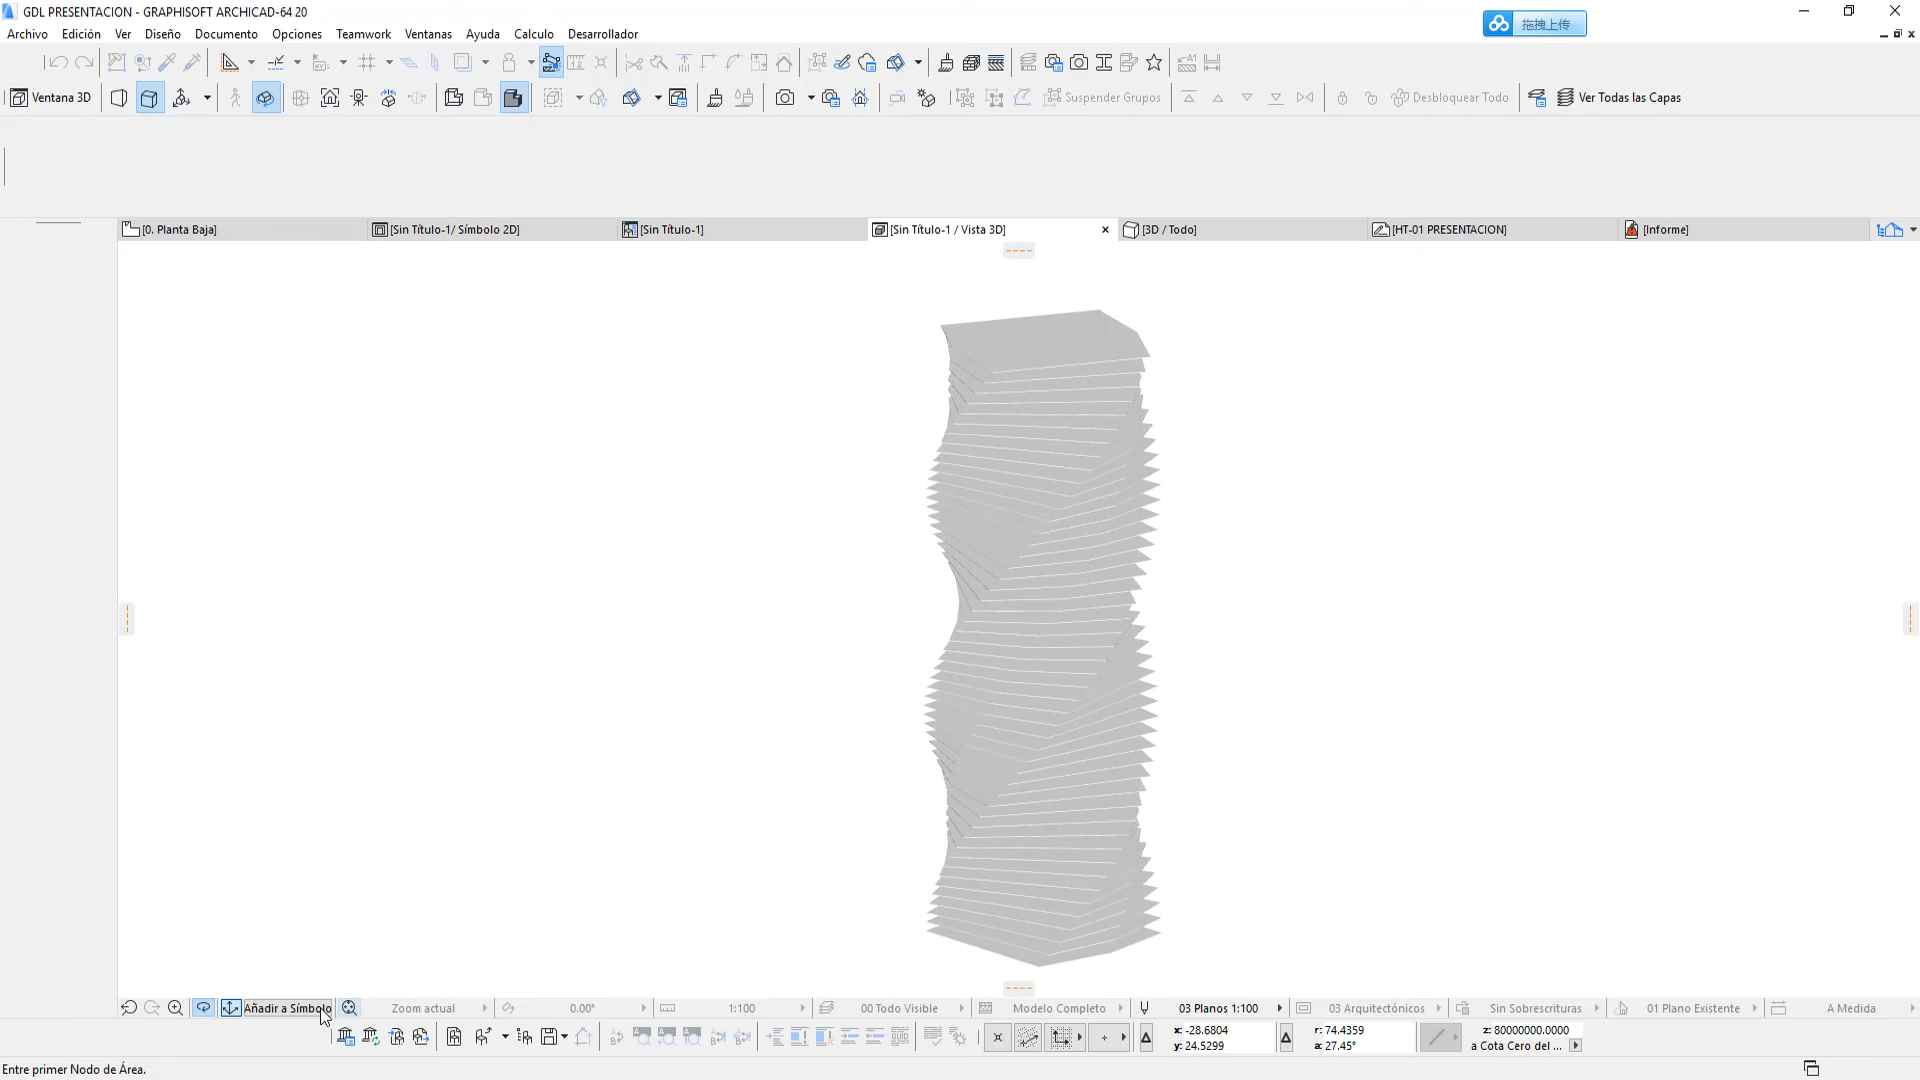 GDL PRESENTACION - GRAPHISOFT ARCHICAD-64 20
拖拽上传
Archivo Edición Ver Diseño Documento Opciones Teamwork Ventanas Ayuda Calculo Desarrollador
Ventana 3D Suspender Grupos Desbloquear Todo Ver Todas las Capas
[0. Planta Baja] [Sin Título-1/ Símbolo 2D] [Sin Título-1] [Sin Título-1 / Vista 3D] [3D / Todo] [HT-01 PRESENTACION] [Informe]
Añadir a Símbolo Zoom actual 0.00° 1:100 00 Todo Visible Modelo Completo 03 Planos 1:100 03 Arquitectónicos Sin Sobrescrituras 01 Plano Existente A Medida
x: -28.6804 r: 74.4359 z: 80000000.0000
y: 24.5299 a: 27.45° a Cota Cero del ...
Entre primer Nodo de Área.